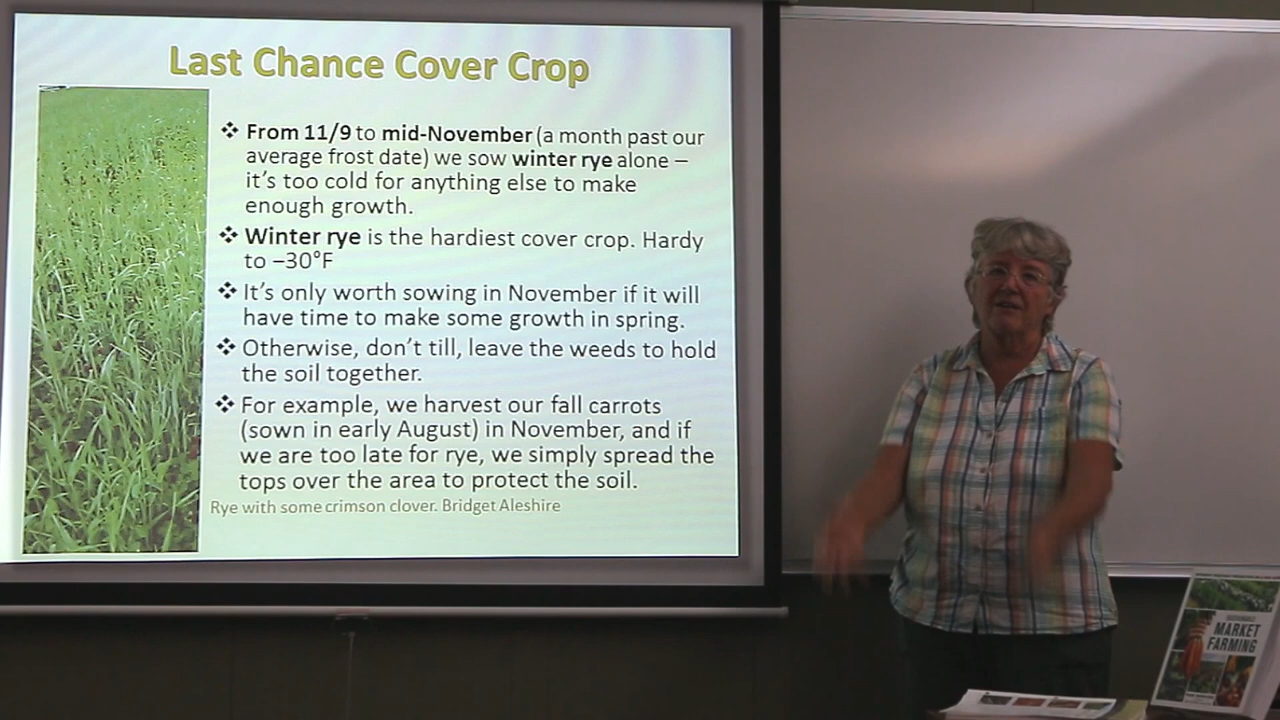 Last Chance Cover Crop
❖ From 11/9 to mid-November (a month past our
average frost date) we sow winter rye alone –
it's too cold for anything else to make
enough growth.
❖ Winter rye is the hardiest cover crop. Hardy
to −30°F
❖ It's only worth sowing in November if it will
have time to make some growth in spring.
❖ Otherwise, don't till, leave the weeds to hold
the soil together.
❖ For example, we harvest our fall carrots
(sown in early August) in November, and if
we are too late for rye, we simply spread the
tops over the area to protect the soil.
Rye with some crimson clover. Bridget Aleshire
MARKET
FARMING